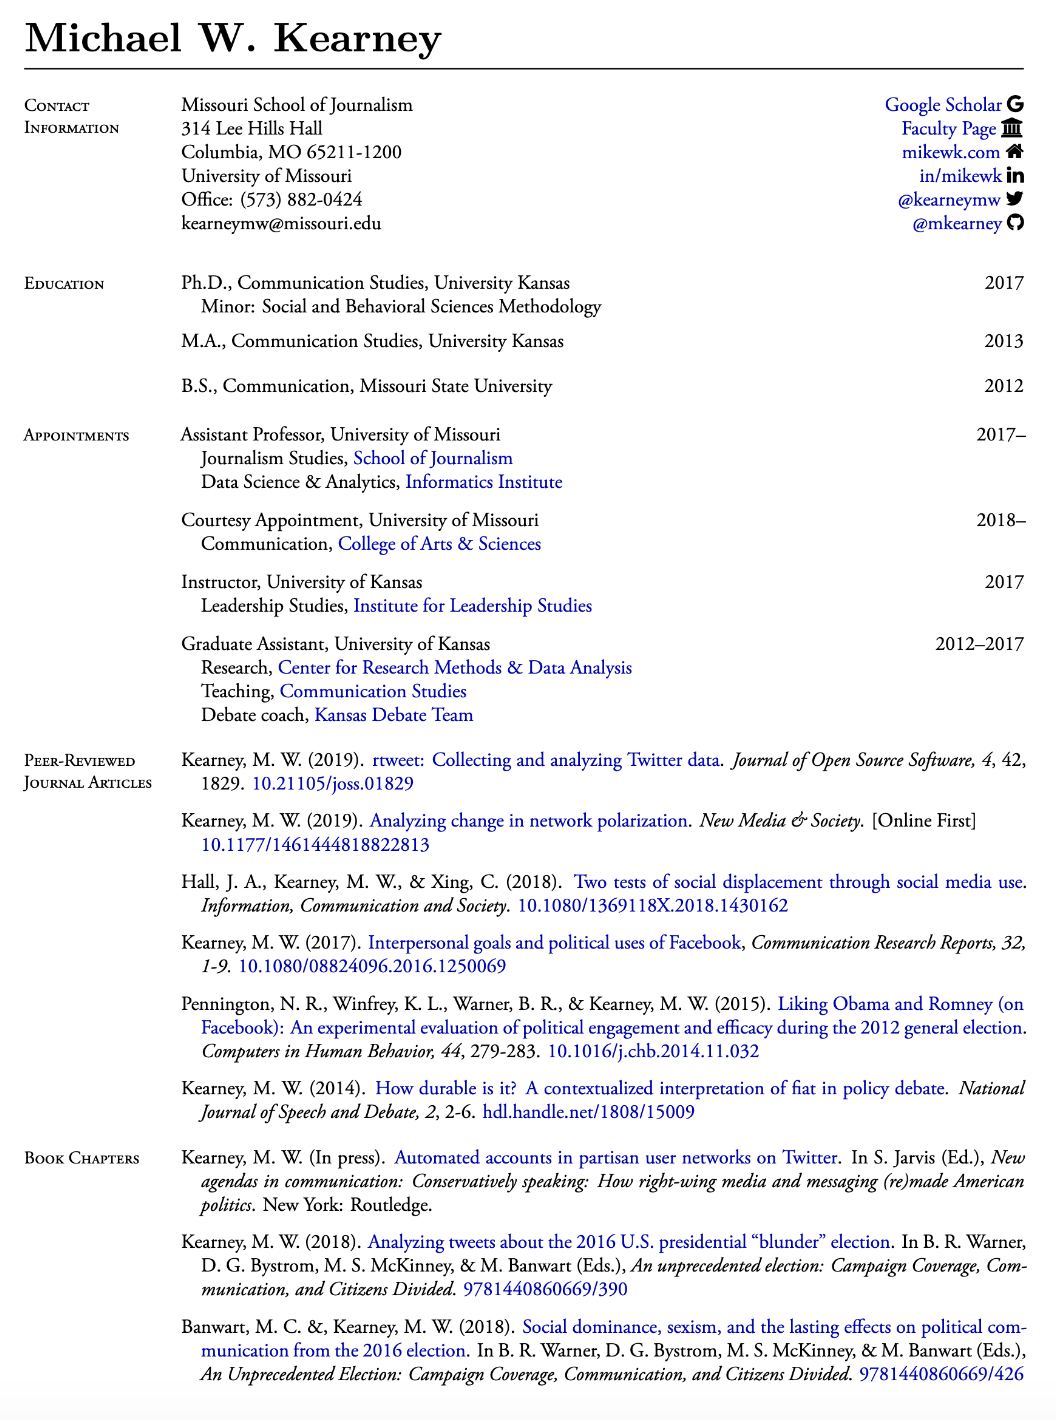 Michael W. Kearney
Contact
Information
Missouri School of Journalism
314 Lee Hills Hall
Columbia, MO 65211-1200
University of Missouri
Office: (573) 882-0424
kearneymw@missouri.edu
Google Scholar
Faculty Page
mikewk.com
in/mikewk
@kearneymw
@mkearney
Education
Ph.D., Communication Studies, University Kansas 2017
Minor: Social and Behavioral Sciences Methodology
M.A., Communication Studies, University Kansas 2013
B.S., Communication, Missouri State University 2012
Appointments
Assistant Professor, University of Missouri 2017–
Journalism Studies, School of Journalism
Data Science & Analytics, Informatics Institute
Courtesy Appointment, University of Missouri 2018–
Communication, College of Arts & Sciences
Instructor, University of Kansas 2017
Leadership Studies, Institute for Leadership Studies
Graduate Assistant, University of Kansas 2012–2017
Research, Center for Research Methods & Data Analysis
Teaching, Communication Studies
Debate coach, Kansas Debate Team
Peer-Reviewed
Journal Articles
Kearney, M. W. (2019). rtweet: Collecting and analyzing Twitter data. Journal of Open Source Software, 4, 42,
1829. 10.21105/joss.01829
Kearney, M. W. (2019). Analyzing change in network polarization. New Media & Society. [Online First]
10.1177/1461444818822813
Hall, J. A., Kearney, M. W., & Xing, C. (2018). Two tests of social displacement through social media use.
Information, Communication and Society. 10.1080/1369118X.2018.1430162
Kearney, M. W. (2017). Interpersonal goals and political uses of Facebook, Communication Research Reports, 32,
1-9. 10.1080/08824096.2016.1250069
Pennington, N. R., Winfrey, K. L., Warner, B. R., & Kearney, M. W. (2015). Liking Obama and Romney (on
Facebook): An experimental evaluation of political engagement and efficacy during the 2012 general election.
Computers in Human Behavior, 44, 279-283. 10.1016/j.chb.2014.11.032
Kearney, M. W. (2014). How durable is it? A contextualized interpretation of fiat in policy debate. National
Journal of Speech and Debate, 2, 2-6. hdl.handle.net/1808/15009
Book Chapters
Kearney, M. W. (In press). Automated accounts in partisan user networks on Twitter. In S. Jarvis (Ed.), New
agendas in communication: Conservatively speaking: How right-wing media and messaging (re)made American
politics. New York: Routledge.
Kearney, M. W. (2018). Analyzing tweets about the 2016 U.S. presidential “blunder” election. In B. R. Warner,
D. G. Bystrom, M. S. McKinney, & M. Banwart (Eds.), An unprecedented election: Campaign Coverage, Com-
munication, and Citizens Divided. 9781440860669/390
Banwart, M. C. &, Kearney, M. W. (2018). Social dominance, sexism, and the lasting effects on political com-
munication from the 2016 election. In B. R. Warner, D. G. Bystrom, M. S. McKinney, & M. Banwart (Eds.),
An Unprecedented Election: Campaign Coverage, Communication, and Citizens Divided. 9781440860669/426